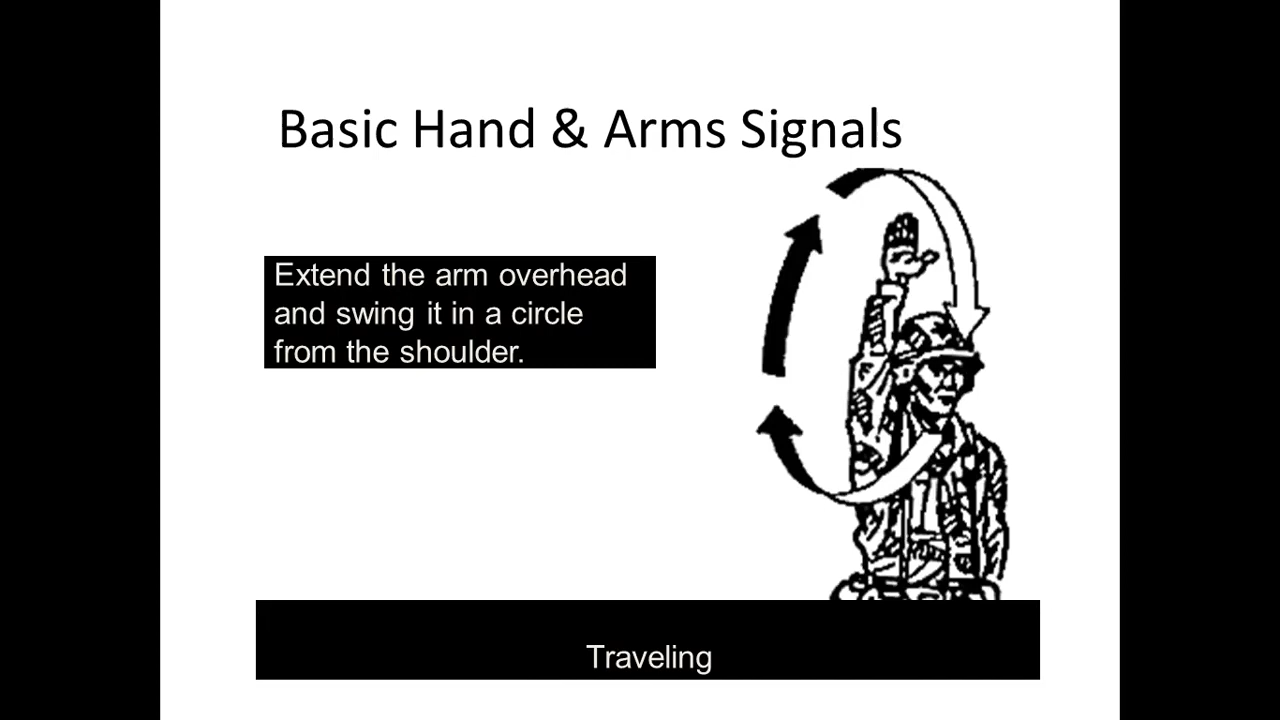 Basic Hand & Arms Signals
Extend the arm overhead
and swing it in a circle
from the shoulder.
Traveling